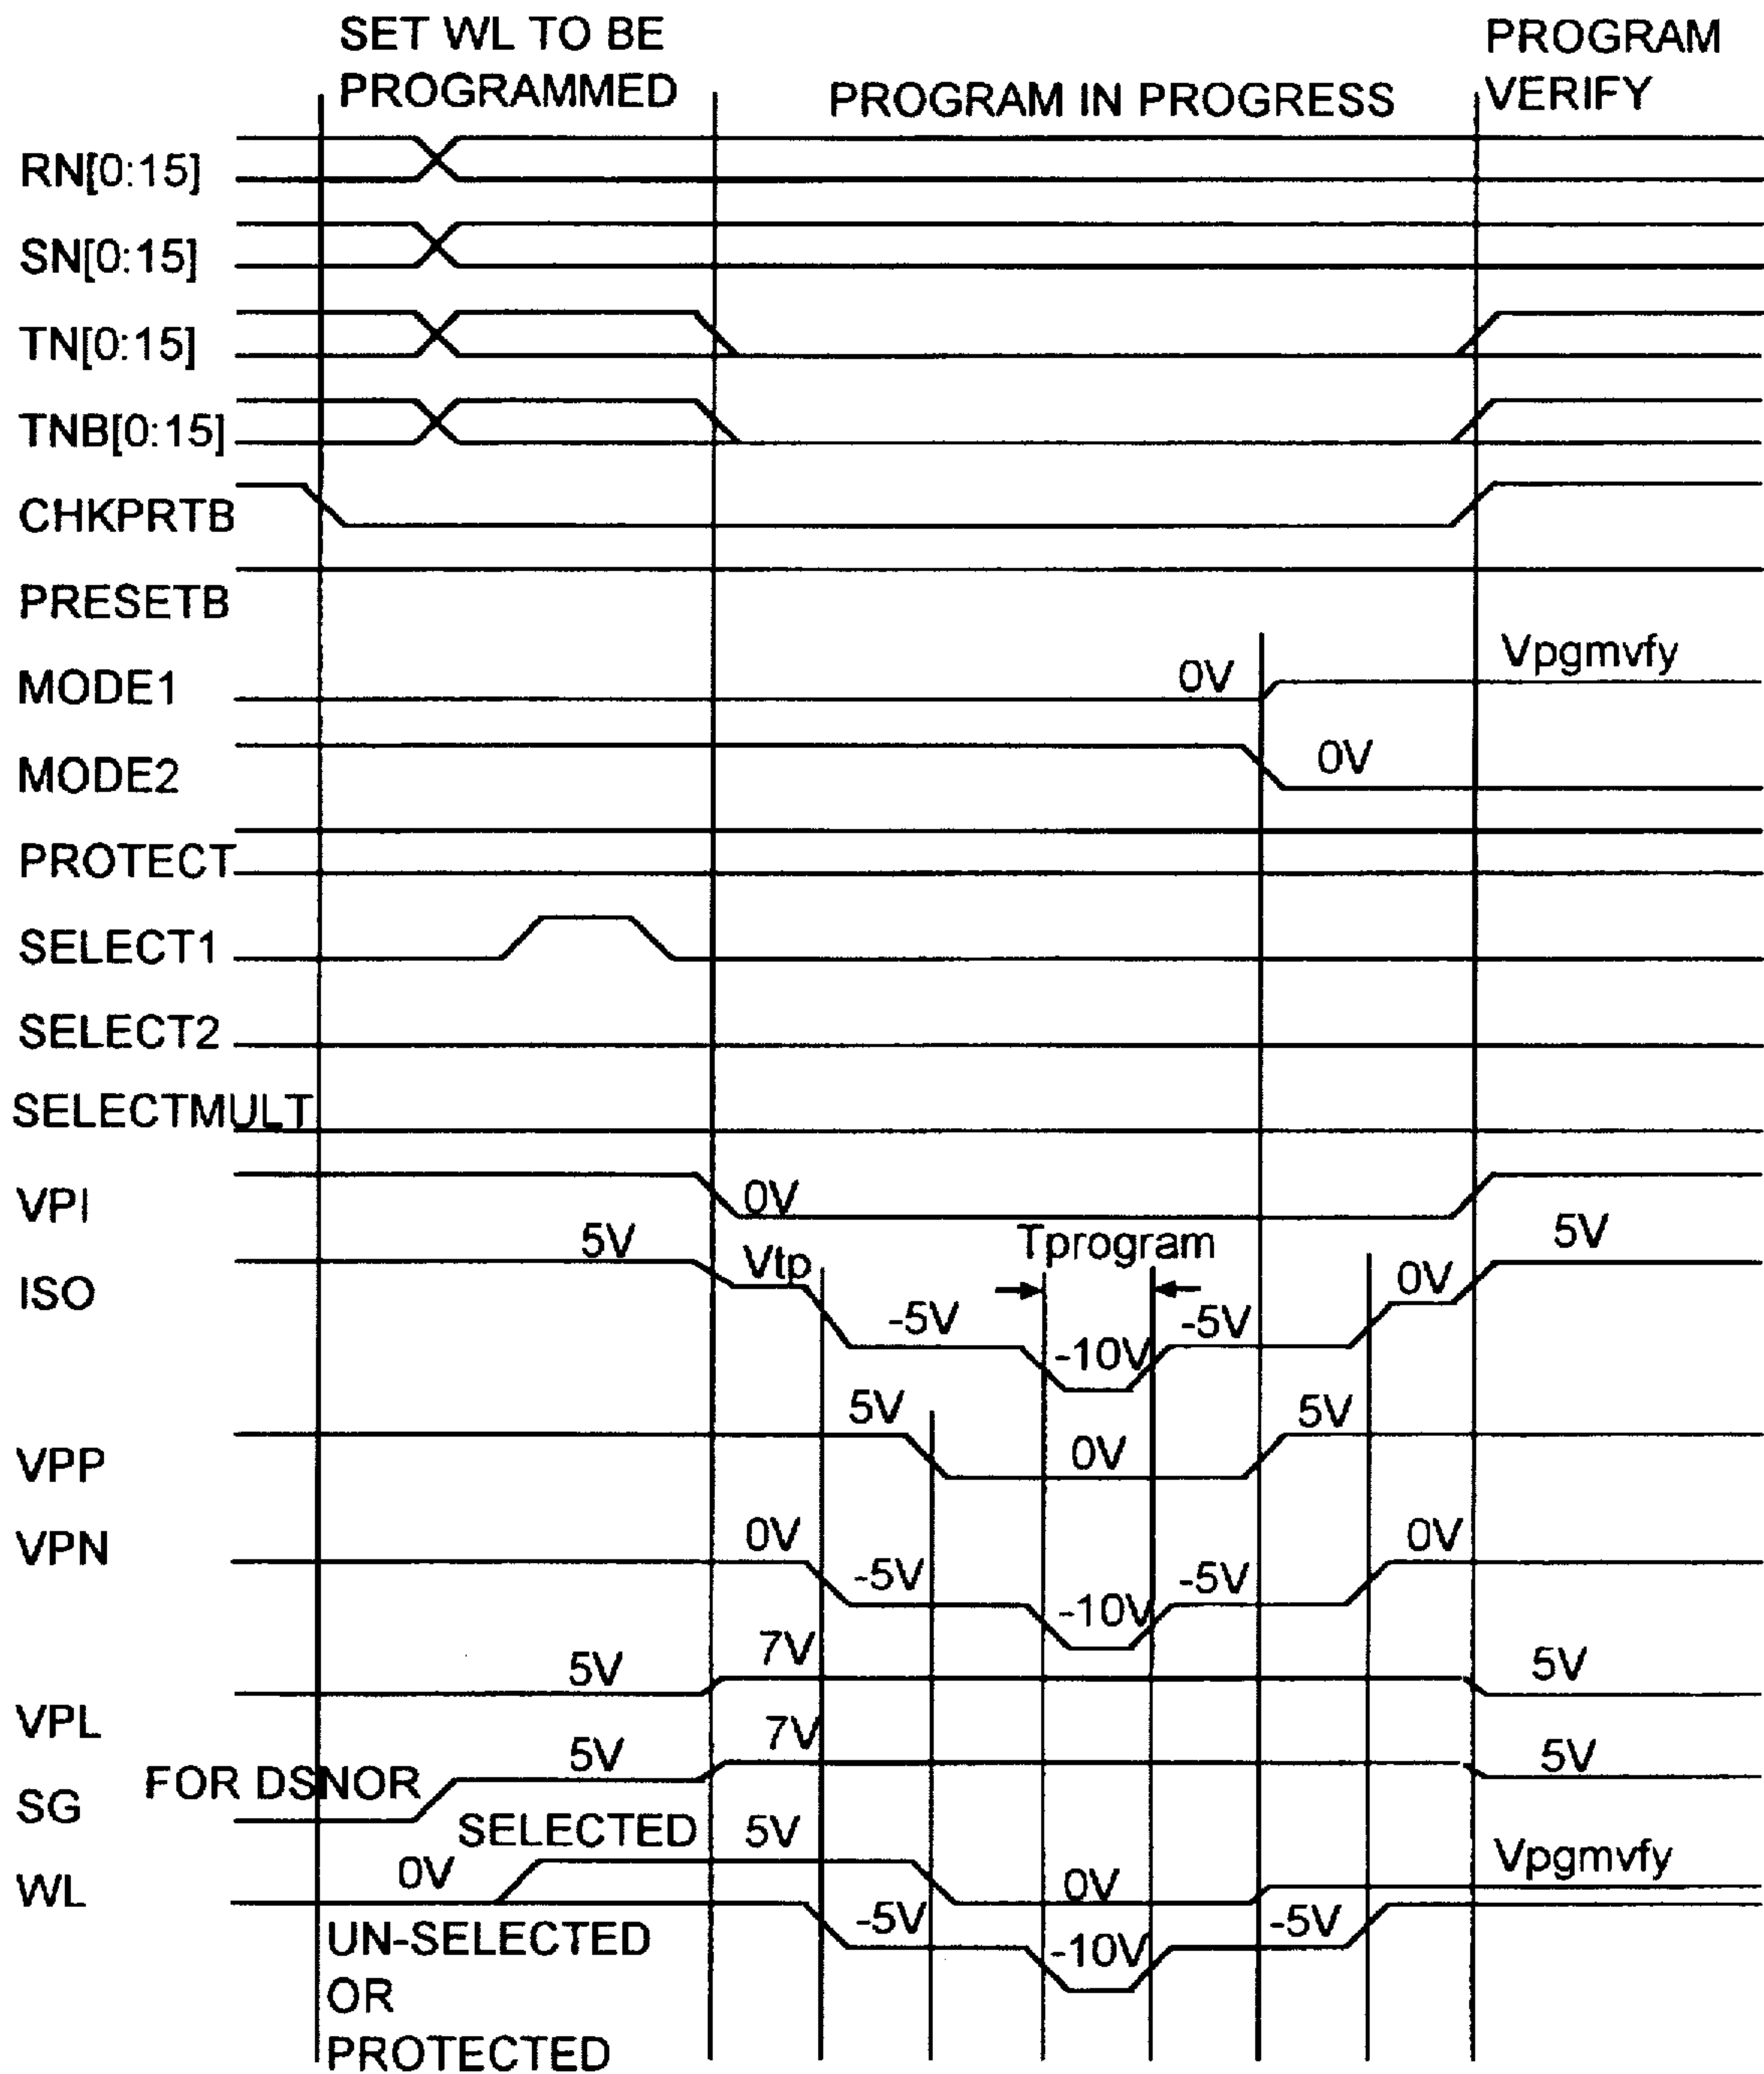 SET WL TO BE
PROGRAMMED
PROGRAM IN PROGRESS
PROGRAM
VERIFY
RN[0:15]
SN[0:15]
TN[0:15]
TNB[0:15]
CHKPRTB
PRESETB
MODE1 0V Vpgmvfy
MODE2 0V
PROTECT
SELECT1
SELECT2
SELECTMULT
VPI 0V
ISO 5V Vtp -5V Tprogram -10V -5V 0V 5V
VPP 5V 0V 5V
VPN 0V -5V -10V -5V 0V
VPL 5V 7V 5V
SG FOR DSNOR 5V 7V 5V
WL 0V SELECTED 5V -5V 0V -10V -5V Vpgmvfy
UN-SELECTED
OR
PROTECTED